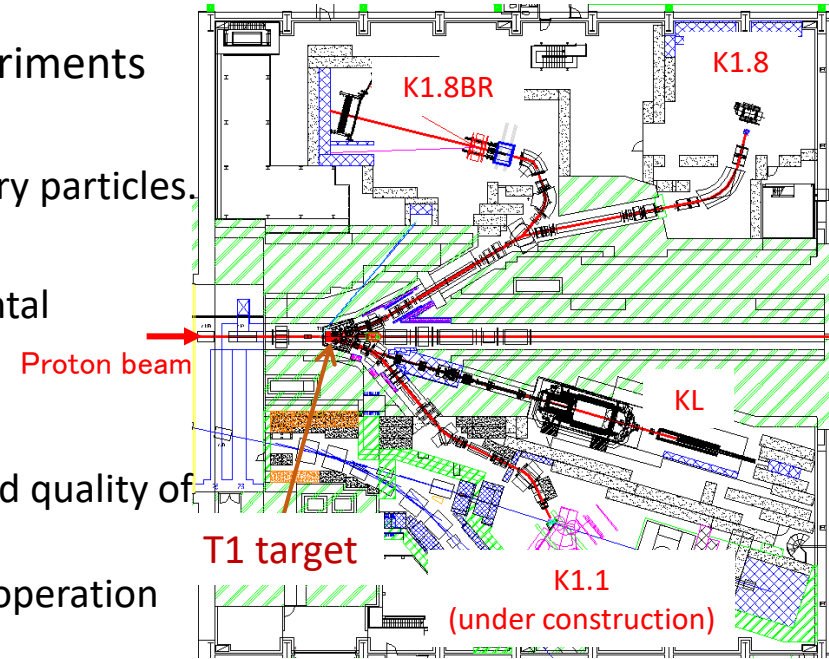 riments
K1.8BR
K1.8
ry particles.
ntal
Proton beam
KL
d quality of
T1 target
operation
K1.1
(under construction)